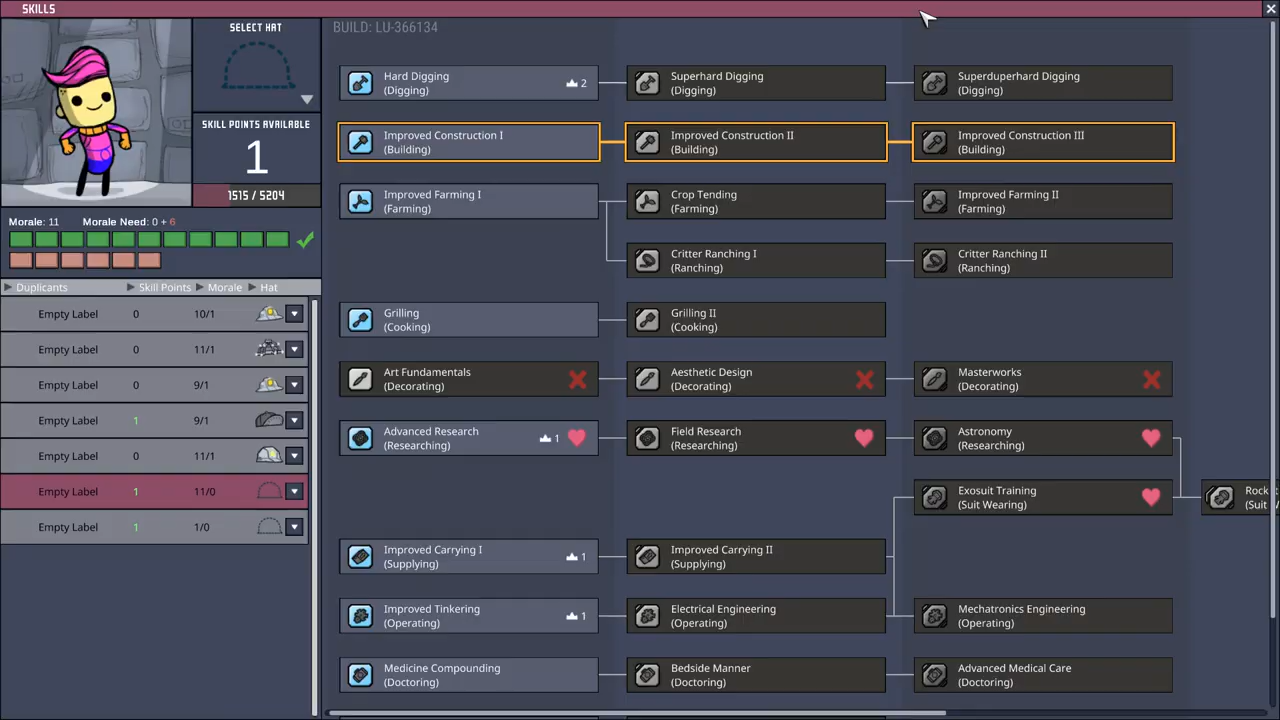 SKILLS
SELECT HAT
SKILL POINTS AVAILABLE
1
1515 / 5204
Morale: 11 Morale Need: 0 + 6
Duplicants Skill Points Morale Hat
Empty Label 0 10/1
Empty Label 0 11/1
Empty Label 0 9/1
Empty Label 1 9/1
Empty Label 0 11/1
Empty Label 1 11/0
Empty Label 1 1/0
BUILD: LU-366134
Hard Digging
(Digging)
2
Superhard Digging
(Digging)
Superduperhard Digging
(Digging)
Improved Construction I
(Building)
Improved Construction II
(Building)
Improved Construction III
(Building)
Improved Farming I
(Farming)
Crop Tending
(Farming)
Improved Farming II
(Farming)
Critter Ranching I
(Ranching)
Critter Ranching II
(Ranching)
Grilling
(Cooking)
Grilling II
(Cooking)
Art Fundamentals
(Decorating)
Aesthetic Design
(Decorating)
Masterworks
(Decorating)
Advanced Research
(Researching)
1
Field Research
(Researching)
Astronomy
(Researching)
Exosuit Training
(Suit Wearing)
Improved Carrying I
(Supplying)
1
Improved Carrying II
(Supplying)
Improved Tinkering
(Operating)
1
Electrical Engineering
(Operating)
Mechatronics Engineering
(Operating)
Medicine Compounding
(Doctoring)
Bedside Manner
(Doctoring)
Advanced Medical Care
(Doctoring)